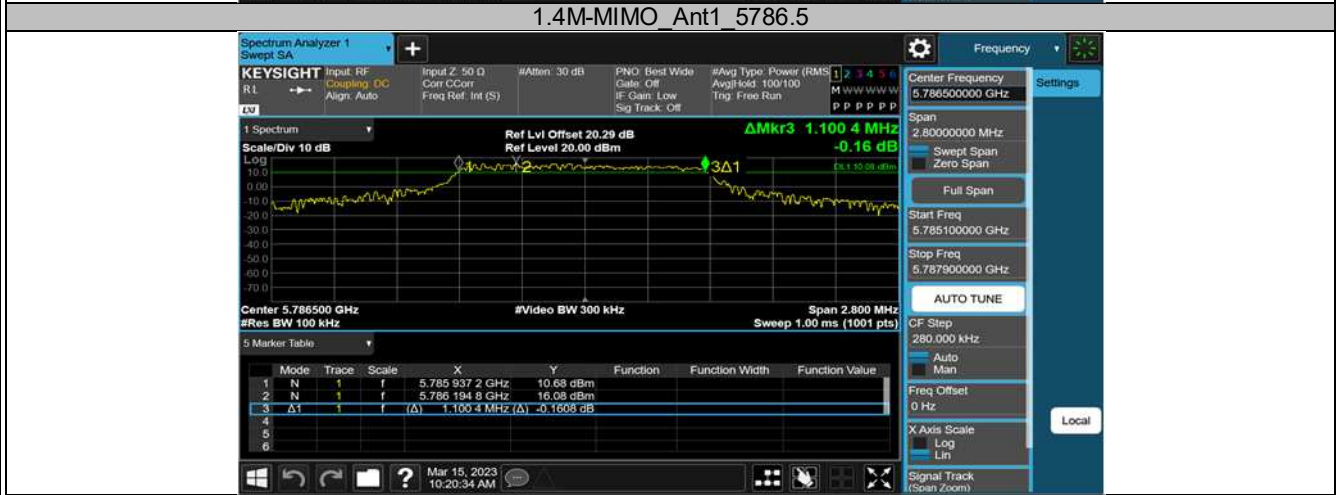 1.4M-MIMO_Ant1_5786.5
Spectrum Analyzer 1
Swept SA
+
Frequency
KEYSIGHT
RL
LXI
Input: RF
Coupling: DC
Align: Auto
Input Z: 50 Ω
Corr CCorr
Freq Ref: Int (S)
#Atten: 30 dB
PNO: Best Wide
Gate: Off
IF Gain: Low
Sig Track: Off
#Avg Type: Power (RMS
Avg|Hold: 100/100
Trig: Free Run
1 2 3 4 5 6
M W W W W W
P P P P P P
1 Spectrum
Scale/Div 10 dB
Ref Lvl Offset 20.29 dB
Ref Level 20.00 dBm
ΔMkr3 1.100 4 MHz
-0.16 dB
Log
10.0
0.00
-10.0
-20.0
-30.0
-40.0
-50.0
-60.0
-70.0
1
2
3Δ1
DL1 10.08 dBm
Center 5.786500 GHz
#Res BW 100 kHz
#Video BW 300 kHz
Span 2.800 MHz
Sweep 1.00 ms (1001 pts)
5 Marker Table
Mode Trace Scale X Y Function Function Width Function Value
1 N 1 f 5.785 937 2 GHz 10.68 dBm
2 N 1 f 5.786 194 8 GHz 16.08 dBm
3 Δ1 1 f (Δ) 1.100 4 MHz (Δ) -0.1608 dB
4
5
6
Center Frequency
5.786500000 GHz
Settings
Span
2.80000000 MHz
Swept Span
Zero Span
Full Span
Start Freq
5.785100000 GHz
Stop Freq
5.787900000 GHz
AUTO TUNE
CF Step
280.000 kHz
Auto
Man
Freq Offset
0 Hz
X Axis Scale
Log
Lin
Local
Signal Track
(Span Zoom)
?
Mar 15, 2023
10:20:34 AM